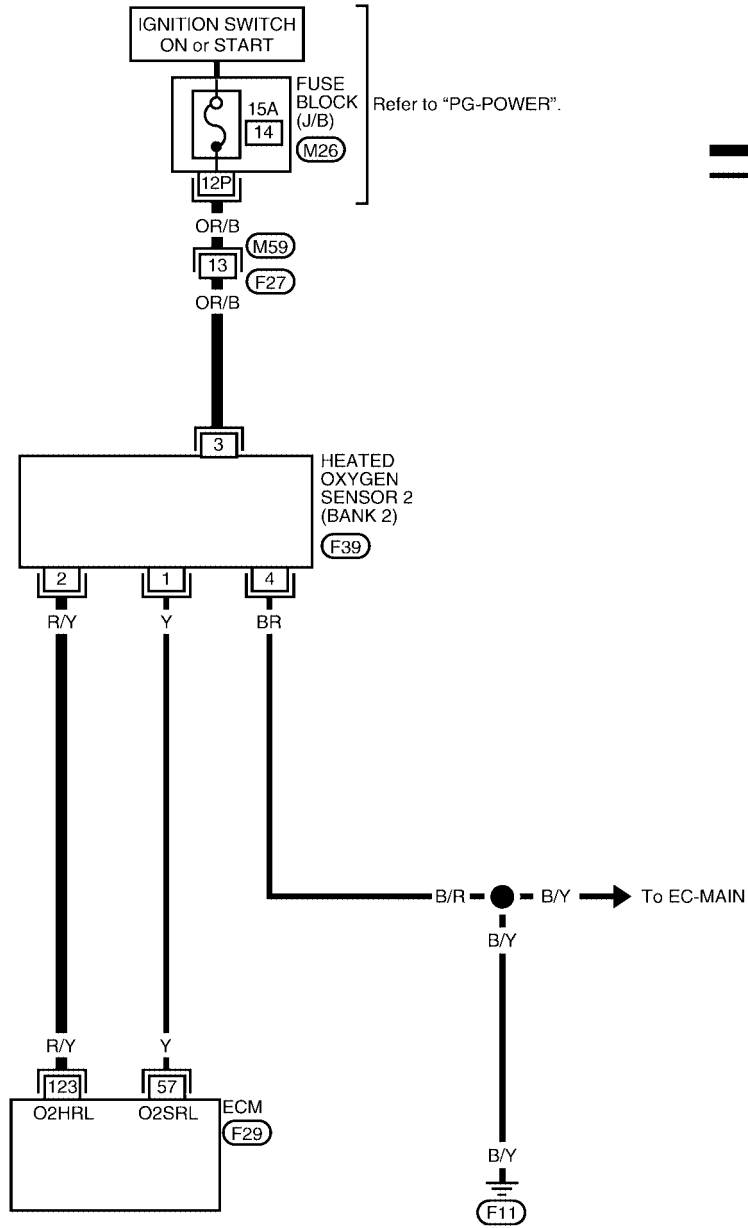 IGNITION SWITCH
ON or START
FUSE
BLOCK
(J/B)
Refer to “PG-POWER”.
15A
14
M26
12P
OR/B
M59
13
F27
OR/B
3
HEATED
OXYGEN
SENSOR 2
(BANK 2)
F39
2 1 4
R/Y Y BR
B/R B/Y To EC-MAIN
B/Y
R/Y Y
123 57
O2HRL O2SRL
ECM
F29
B/Y
F11